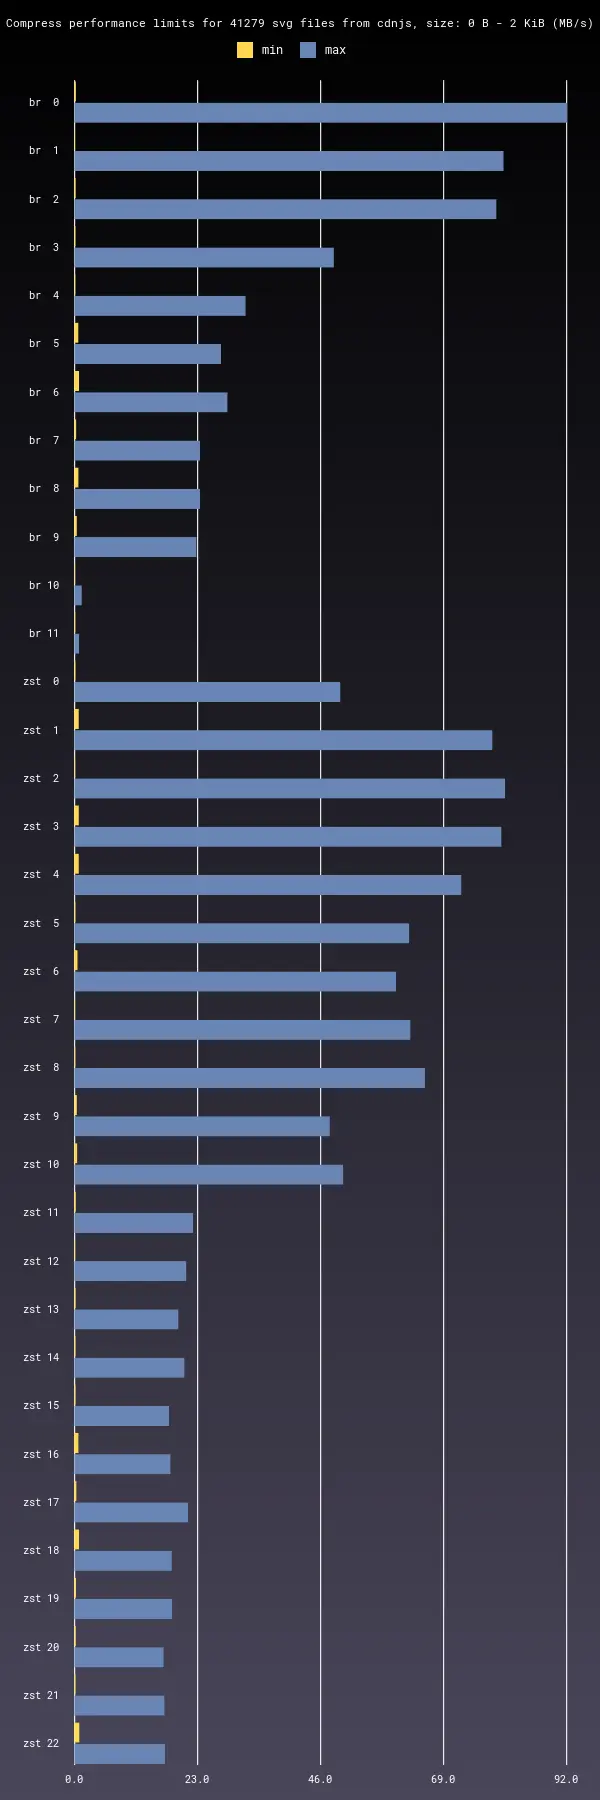 Compress performance limits for 41279 svg files from cdnjs, size: 0 B - 2 KiB (MB/s)
min max
br 0
br 1
br 2
br 3
br 4
br 5
br 6
br 7
br 8
br 9
br 10
br 11
zst 0
zst 1
zst 2
zst 3
zst 4
zst 5
zst 6
zst 7
zst 8
zst 9
zst 10
zst 11
zst 12
zst 13
zst 14
zst 15
zst 16
zst 17
zst 18
zst 19
zst 20
zst 21
zst 22
0.0 23.0 46.0 69.0 92.0